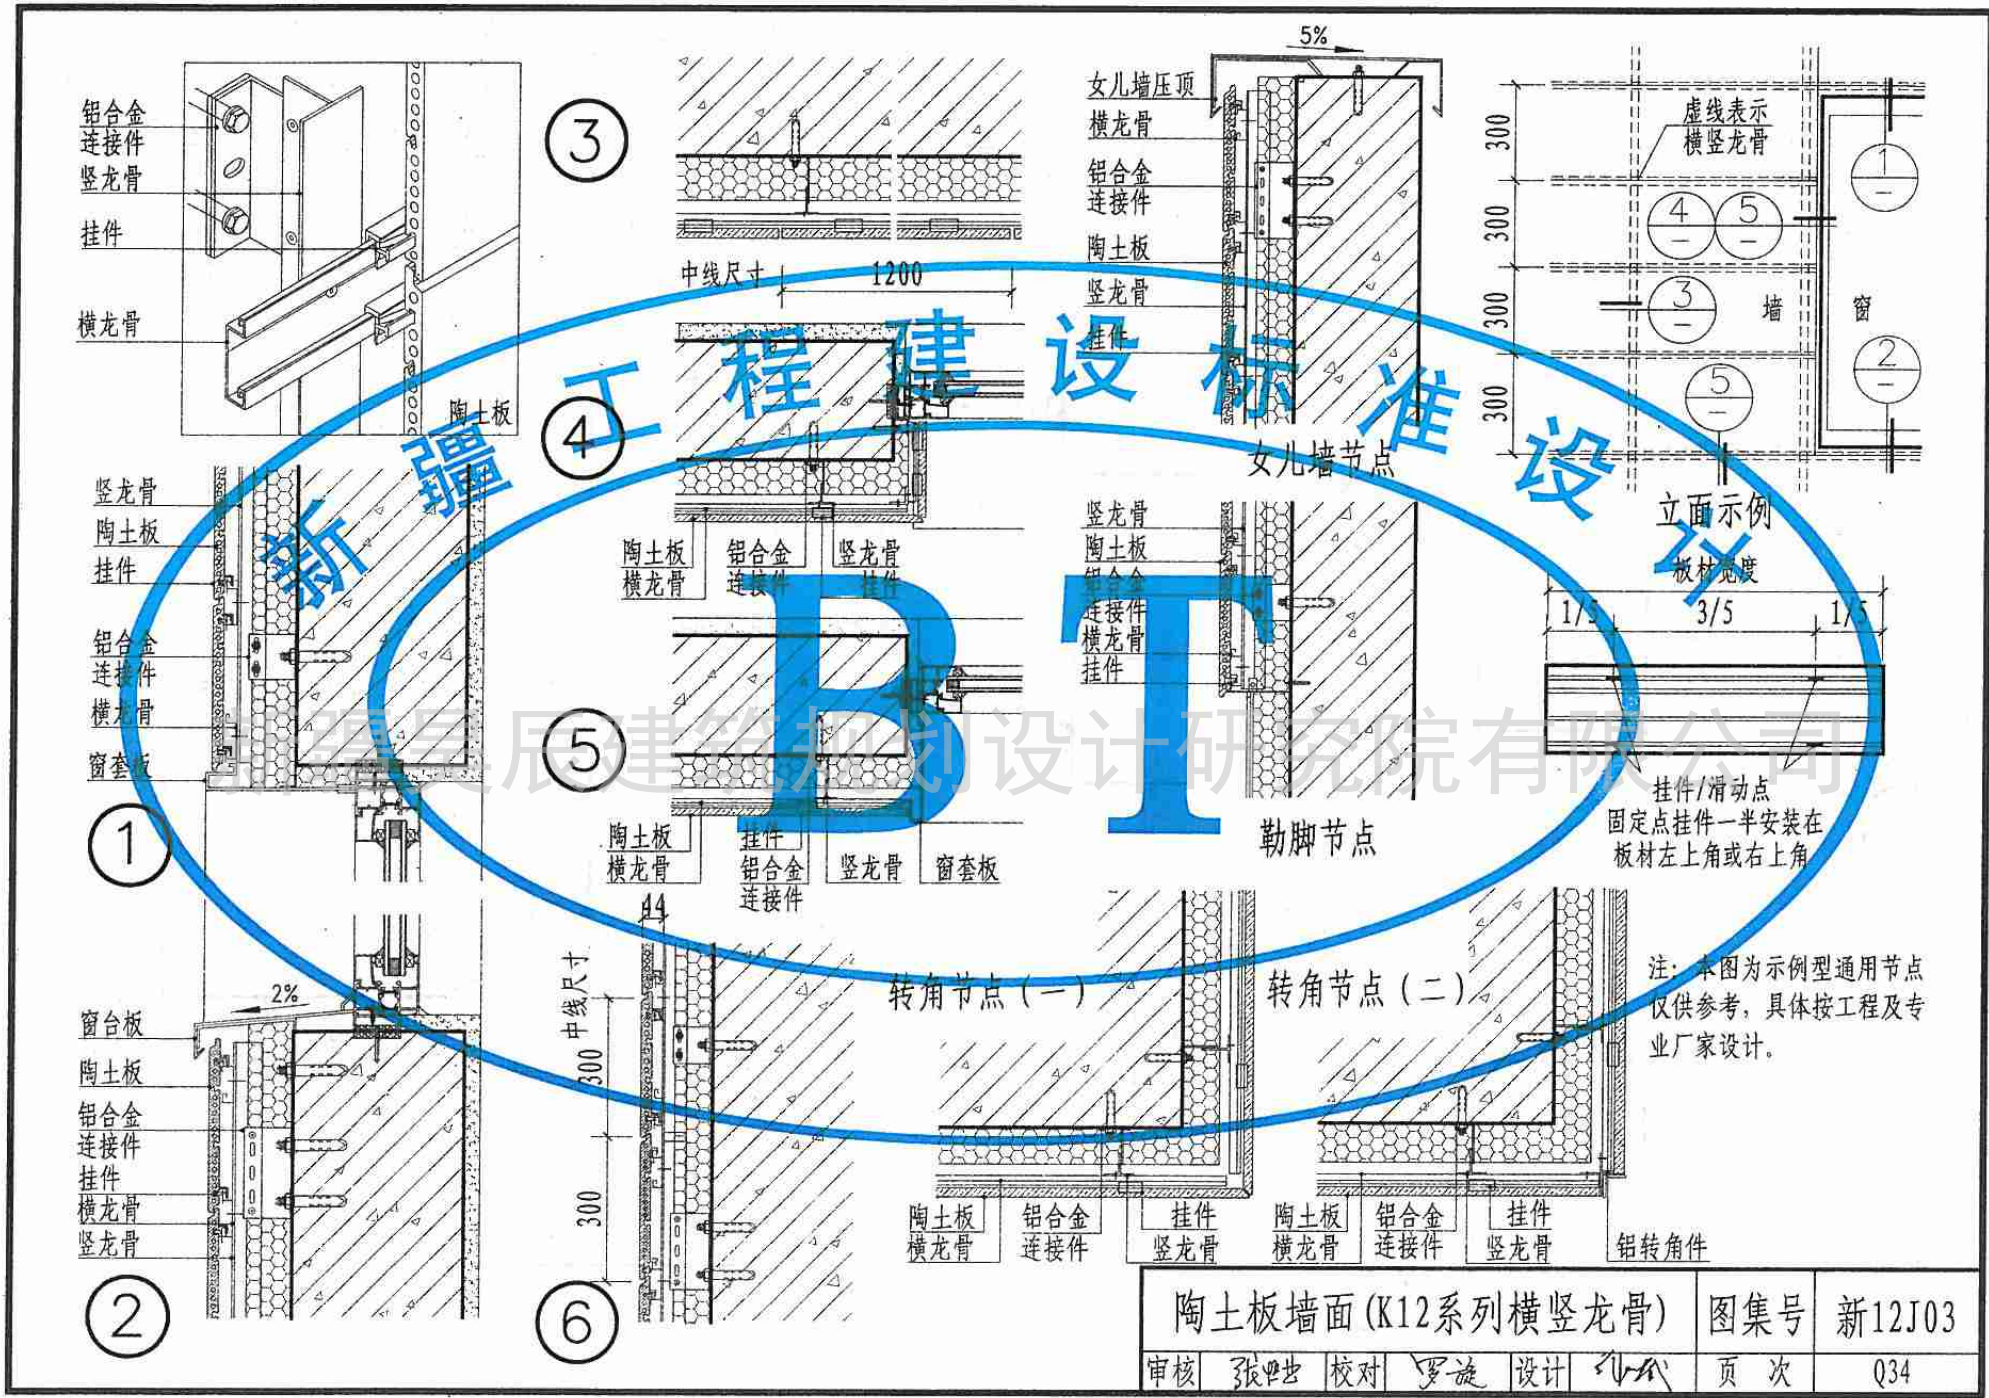 铝合金
连接件
竖龙骨
挂件
横龙骨
陶土板
3
中线尺寸
1200
5%
女儿墙压顶
横龙骨
铝合金
连接件
陶土板
竖龙骨
挂件
女儿墙节点
300
300
300
300
虚线表示
横竖龙骨
1
–
4
–
5
–
3
–
墙
窗
2
–
5
–
立面示例
竖龙骨
陶土板
挂件
铝合金
连接件
横龙骨
窗套板
1
4
陶土板
横龙骨
铝合金
连接件
竖龙骨
挂件
5
陶土板
横龙骨
挂件
铝合金
连接件
竖龙骨
窗套板
竖龙骨
陶土板
铝合金
连接件
横龙骨
挂件
勒脚节点
板材宽度
1/5
3/5
1/5
挂件/滑动点
固定点挂件一半安装在
板材左上角或右上角
2%
窗台板
陶土板
铝合金
连接件
挂件
横龙骨
竖龙骨
2
44
中线尺寸
300
300
6
转角节点(一)
陶土板
横龙骨
铝合金
连接件
挂件
竖龙骨
转角节点(二)
陶土板
横龙骨
铝合金
连接件
挂件
竖龙骨
铝转角件
注:本图为示例型通用节点
仅供参考,具体按工程及专
业厂家设计。
新疆工程建设标准设计
BT
新疆昊辰建筑规划设计研究院有限公司
陶土板墙面(K12系列横竖龙骨)
图集号
新12J03
审核
校对
罗旋
设计
页次
Q34